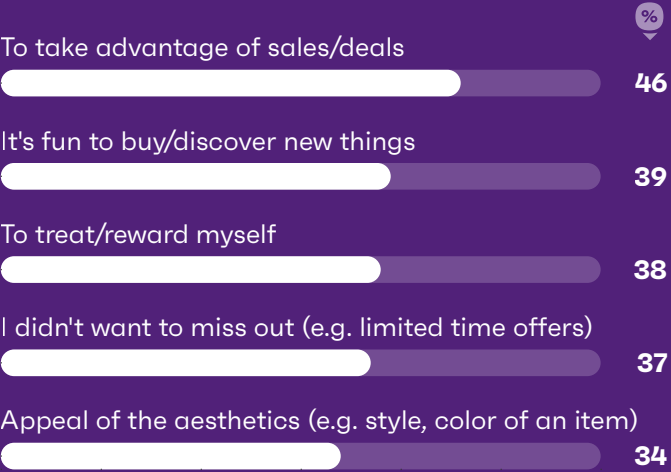 %
To take advantage of sales/deals
46
It's fun to buy/discover new things
39
To treat/reward myself
38
I didn't want to miss out (e.g. limited time offers)
37
Appeal of the aesthetics (e.g. style, color of an item)
34